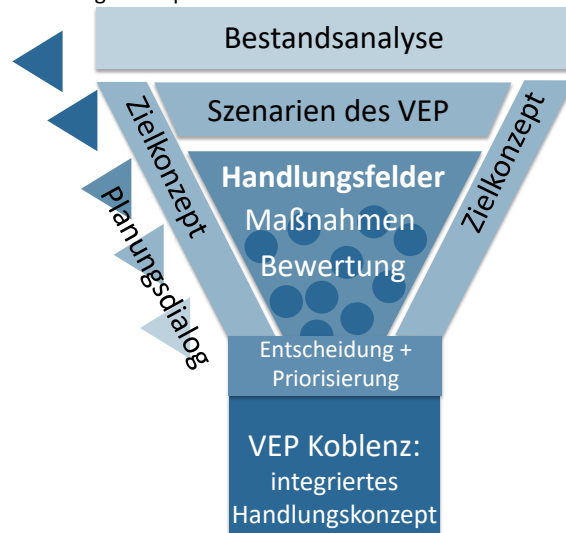 Bestandsanalyse
Szenarien des VEP
Zielkonzept
Zielkonzept
Handlungsfelder
Maßnahmen
Bewertung
Planungsdialog
Entscheidung +
Priorisierung
VEP Koblenz:
integriertes
Handlungskonzept